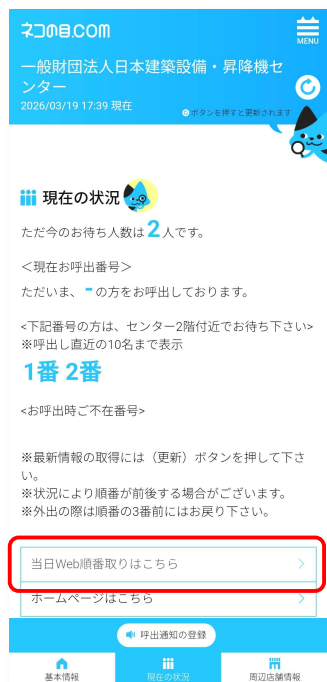 ネコの目.COM
MENU
一般財団法人日本建築設備・昇降機セ
ンター
2026/03/19 17:39 現在
ボタンを押すと更新されます
現在の状況
ただ今のお待ち人数は2人です。
＜現在お呼出番号＞
ただいま、-の方をお呼出しております。
<下記番号の方は、センター2階付近でお待ち下さい>
※呼出し直近の10名まで表示
1番 2番
<お呼出時ご不在番号>
※最新情報の取得には（更新）ボタンを押して下さ
い。
※状況により順番が前後する場合がございます。
※外出の際は順番の3番前にはお戻り下さい。
当日Web順番取りはこちら
ホームページはこちら
呼出通知の登録
基本情報
現在の状況
周辺店舗情報